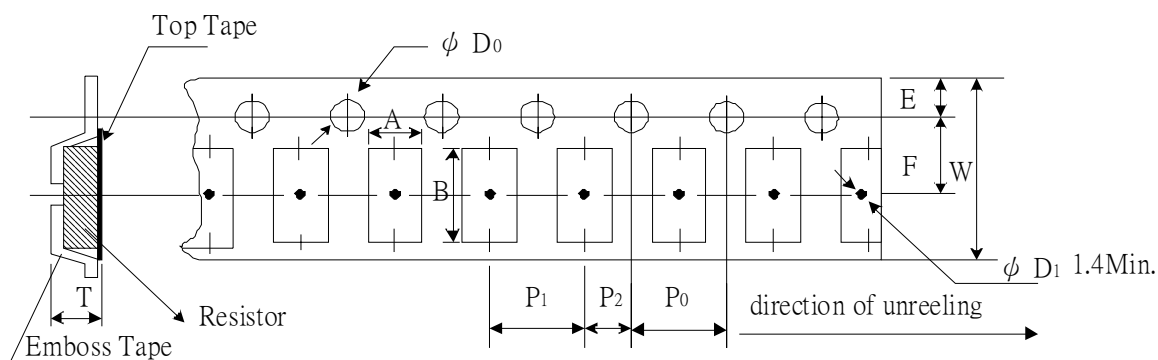 Top Tape
ϕ D0
E
A
F
W
B
ϕ D1 1.4Min.
T
P1
P2
P0
direction of unreeling
Resistor
Emboss Tape